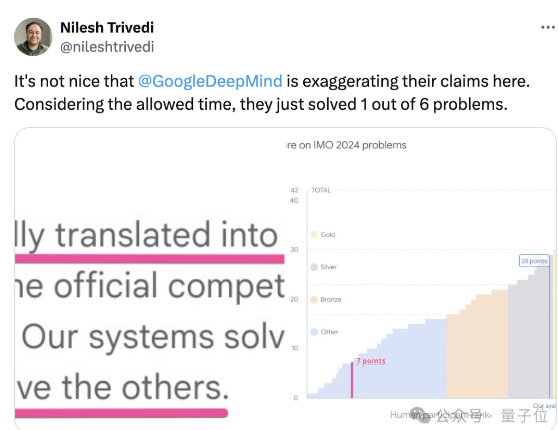 Nilesh Trivedi
@nileshtrivedi
It's not nice that @GoogleDeepMind is exaggerating their claims here.
Considering the allowed time, they just solved 1 out of 6 problems.
re on IMO 2024 problems
lly translated into
ne official compet
Our systems solv
ve the others.
42
TOTAL
40
30
20
10
0
Gold
Silver
Bronze
Other
28 points
7 points
Our sys
Human participant rank
公众号 · 量子位